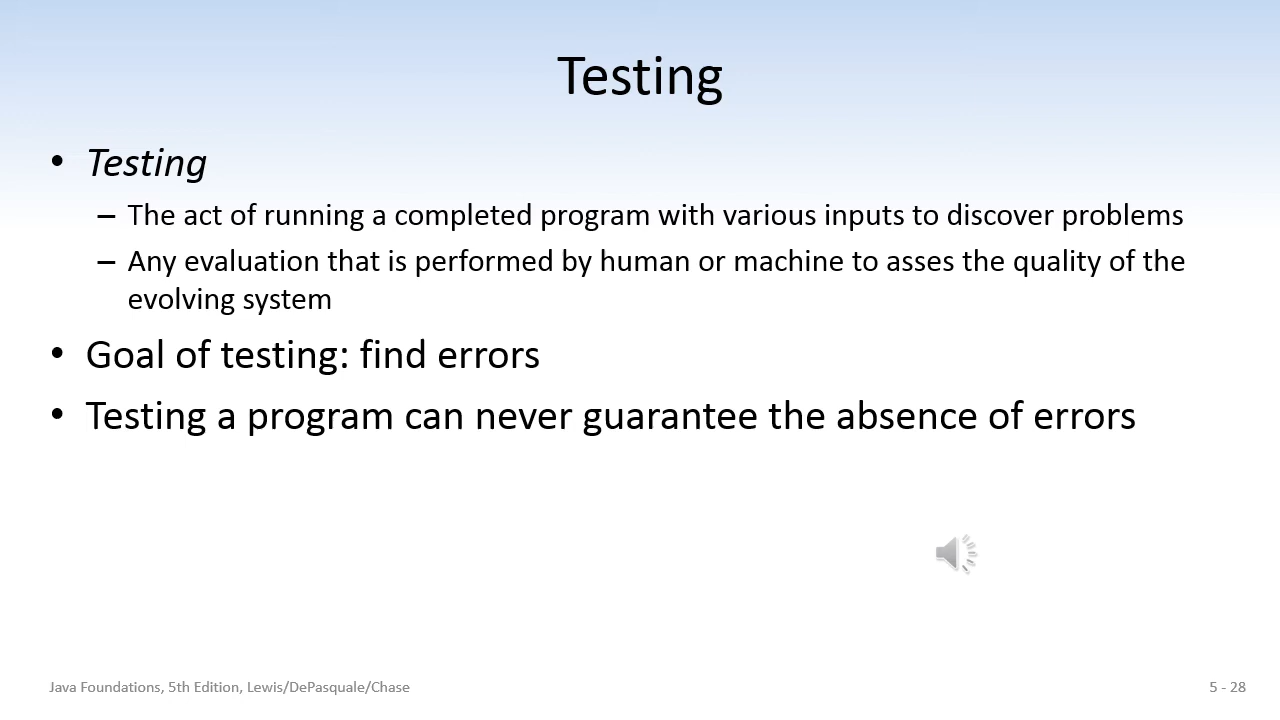 Testing
• Testing
– The act of running a completed program with various inputs to discover problems
– Any evaluation that is performed by human or machine to asses the quality of the
evolving system
• Goal of testing: find errors
• Testing a program can never guarantee the absence of errors
Java Foundations, 5th Edition, Lewis/DePasquale/Chase
5 - 28